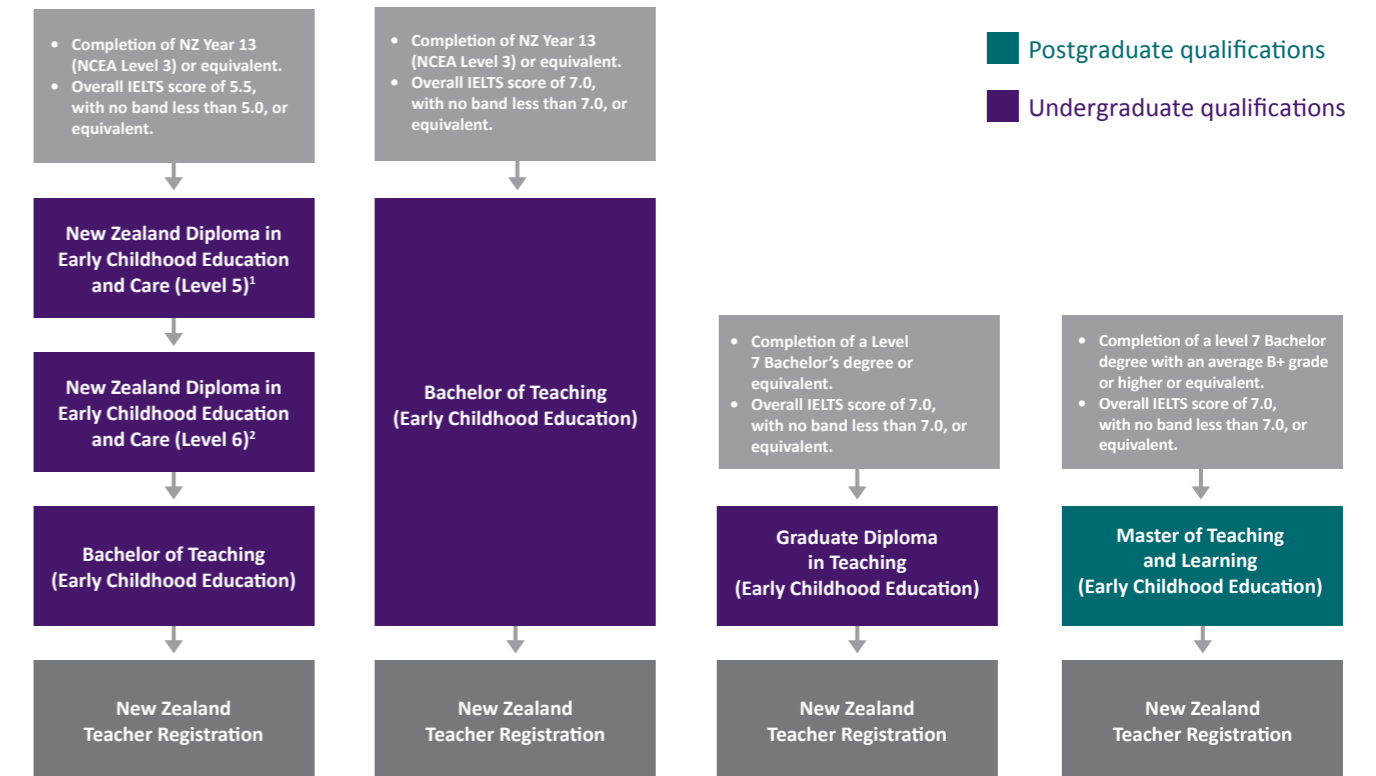 • Completion of NZ Year 13
(NCEA Level 3) or equivalent.
• Overall IELTS score of 5.5,
with no band less than 5.0, or
equivalent.
New Zealand Diploma in
Early Childhood Education
and Care (Level 5)¹
New Zealand Diploma in
Early Childhood Education
and Care (Level 6)²
Bachelor of Teaching
(Early Childhood Education)
New Zealand
Teacher Registration
• Completion of NZ Year 13
(NCEA Level 3) or equivalent.
• Overall IELTS score of 7.0,
with no band less than 7.0, or
equivalent.
Bachelor of Teaching
(Early Childhood Education)
New Zealand
Teacher Registration
• Completion of a Level
7 Bachelor’s degree or
equivalent.
• Overall IELTS score of 7.0,
with no band less than 7.0, or
equivalent.
Graduate Diploma
in Teaching
(Early Childhood Education)
New Zealand
Teacher Registration
Postgraduate qualifications
Undergraduate qualifications
• Completion of a level 7 Bachelor
degree with an average B+ grade
or higher or equivalent.
• Overall IELTS score of 7.0,
with no band less than 7.0, or
equivalent.
Master of Teaching
and Learning
(Early Childhood Education)
New Zealand
Teacher Registration